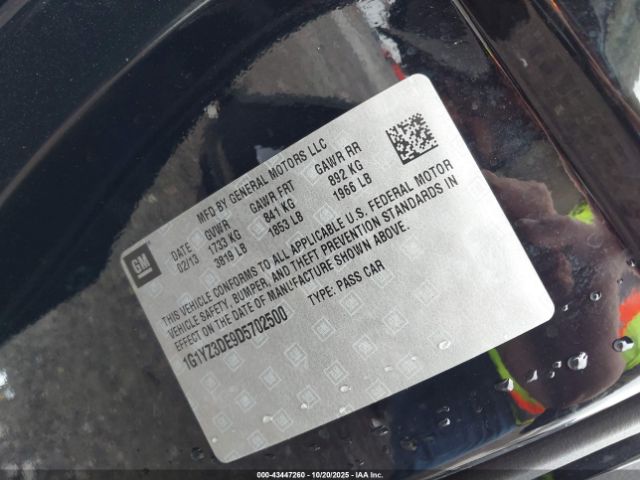 MFD BY GENERAL MOTORS LLC
DATE GVWR GAWR FRT GAWR RR
02/13 1733 KG 841 KG 892 KG
3819 LB 1853 LB 1966 LB
GM
THIS VEHICLE CONFORMS TO ALL APPLICABLE U.S. FEDERAL MOTOR
VEHICLE SAFETY, BUMPER, AND THEFT PREVENTION STANDARDS IN
EFFECT ON THE DATE OF MANUFACTURE SHOWN ABOVE.
1G1YZ3DE9D5702500 TYPE: PASS CAR
000-43447260 - 10/20/2025 - IAA Inc.